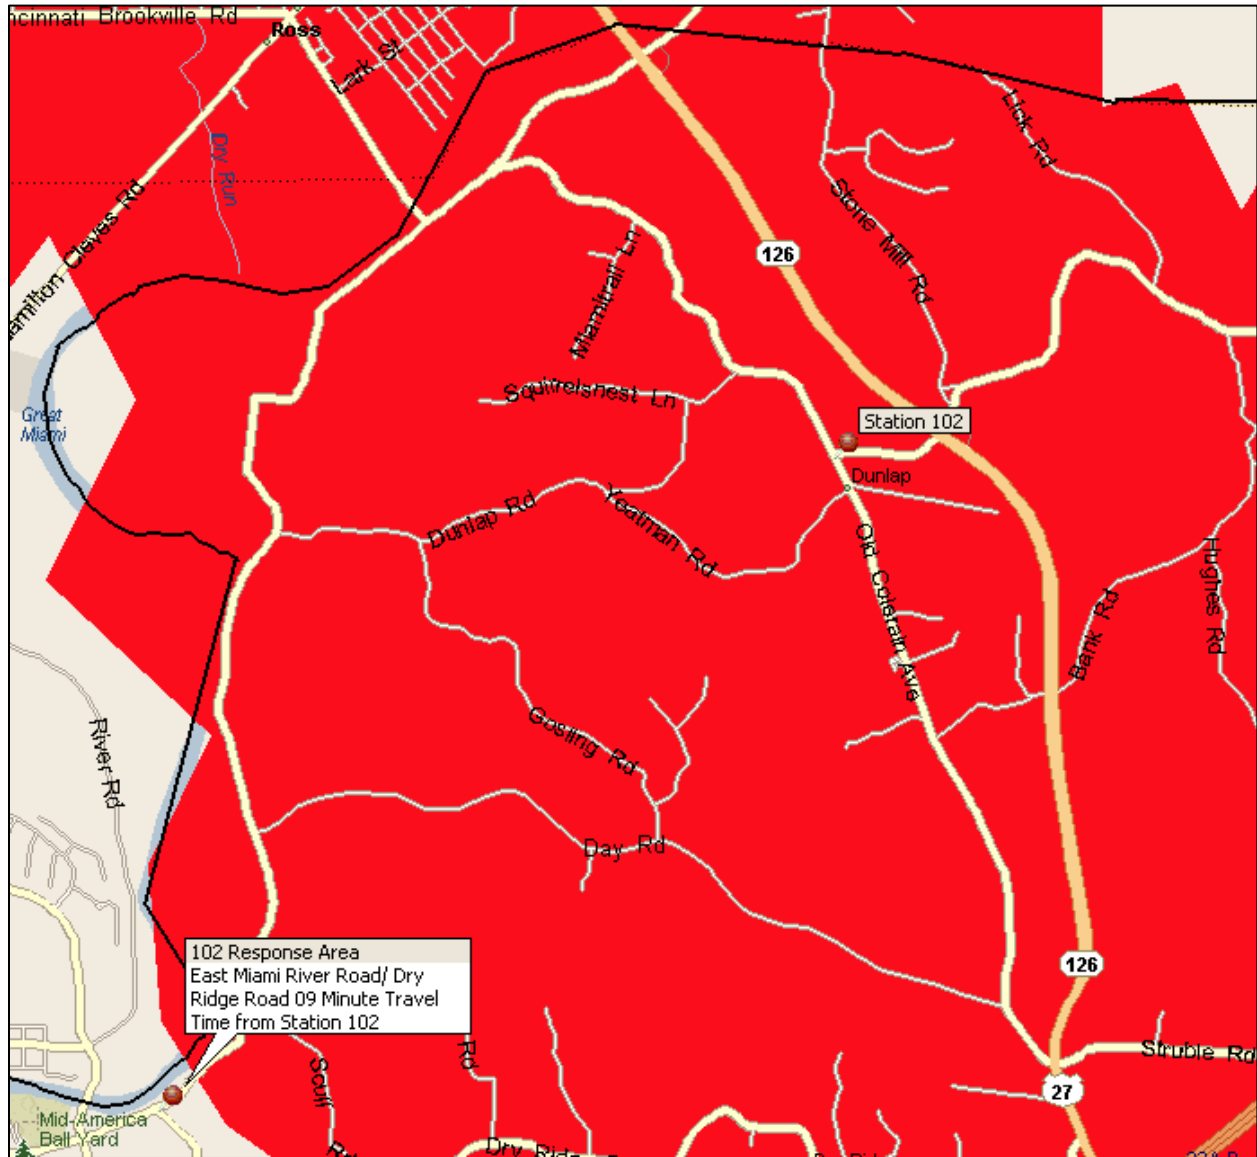 ncinnati Brookville Rd
Ross
Lark St
Dry Run
amilton Cleves Rd
Lick Rd
Stone Mill Rd
126
Miamitrail Ln
Squirrelsnest Ln
Great
Miami
Station 102
Dunlap
Dunlap Rd
Yeatman Rd
Old Colerain Ave
Hughes Rd
Bank Rd
River Rd
Gosling Rd
Day Rd
102 Response Area
East Miami River Road/ Dry
Ridge Road 09 Minute Travel
Time from Station 102
126
Struble Rd
Scull
Rd
Rd
27
Mid-America
Ball Yard
Dry Ridge